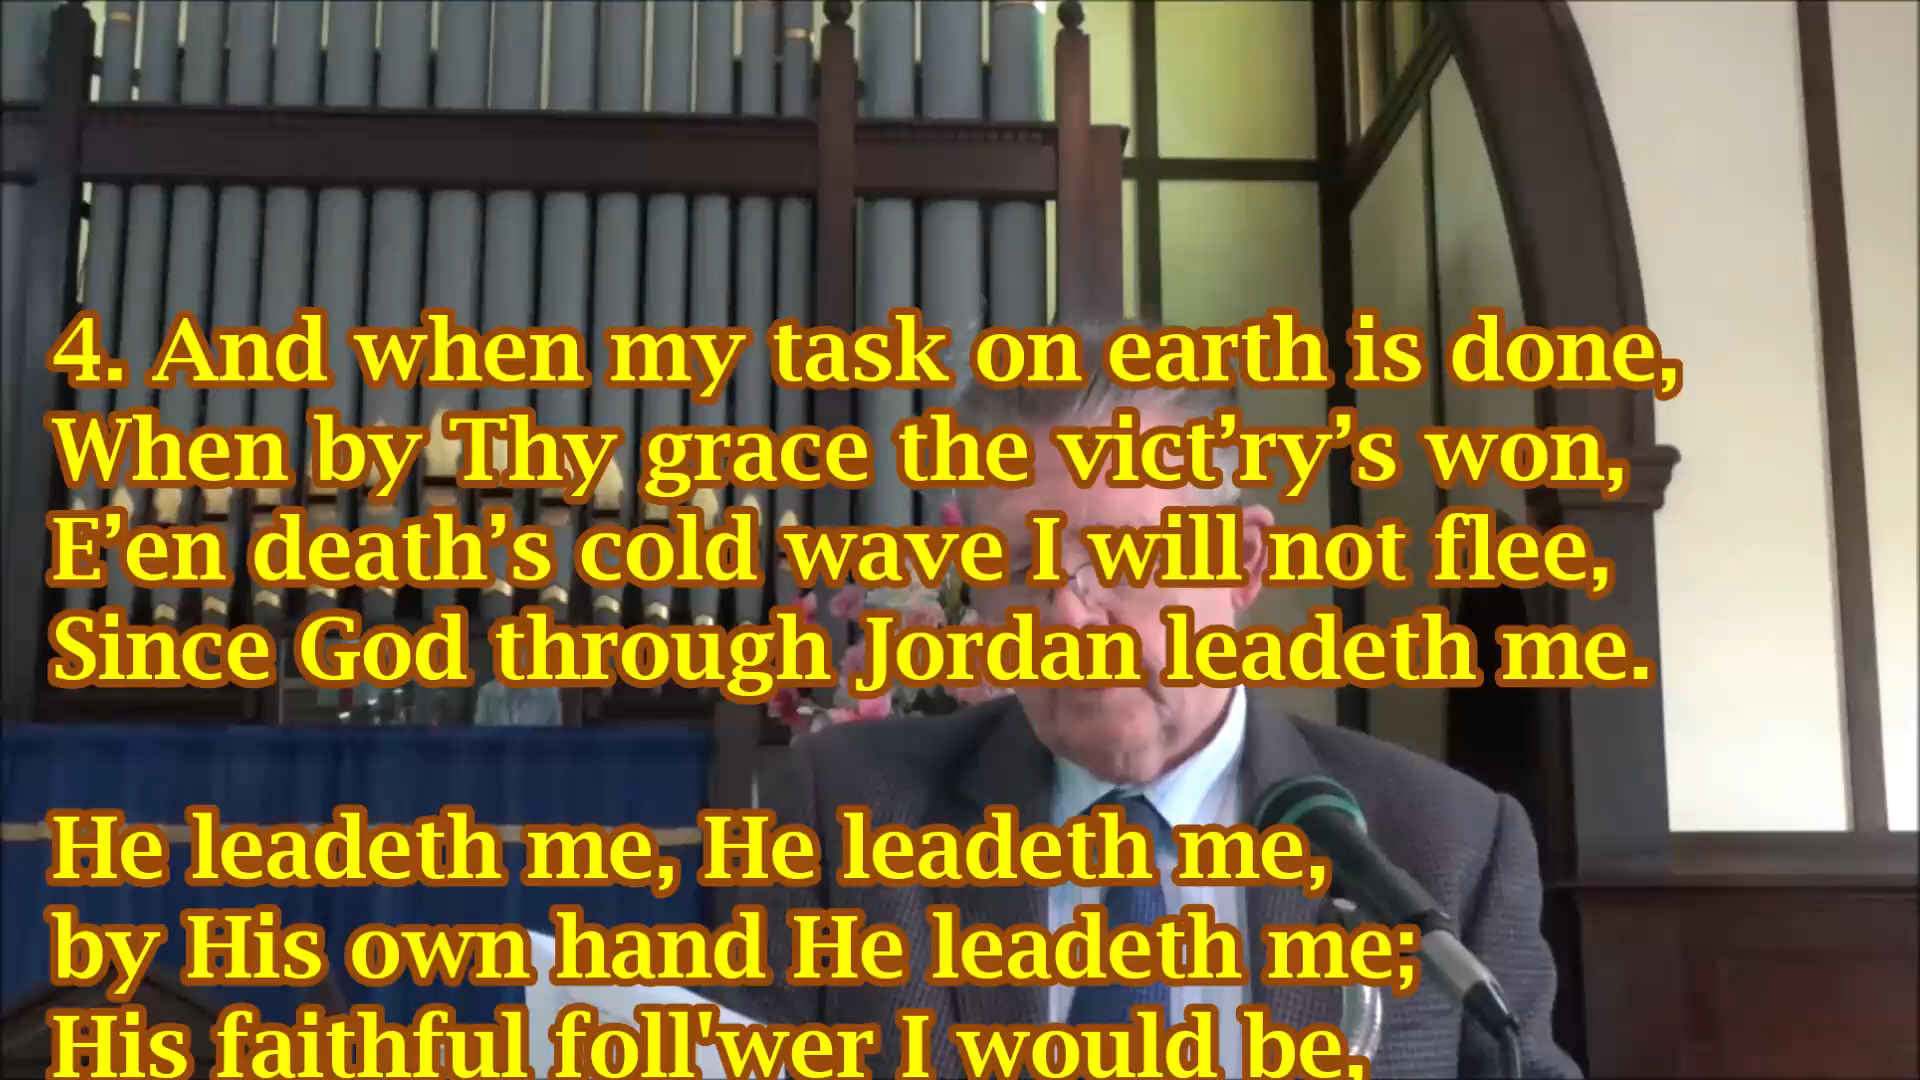 4. And when my task on earth is done,
When by Thy grace the vict’ry’s won,
E’en death’s cold wave I will not flee,
Since God through Jordan leadeth me.
He leadeth me, He leadeth me,
by His own hand He leadeth me;
His faithful foll'wer I would be,